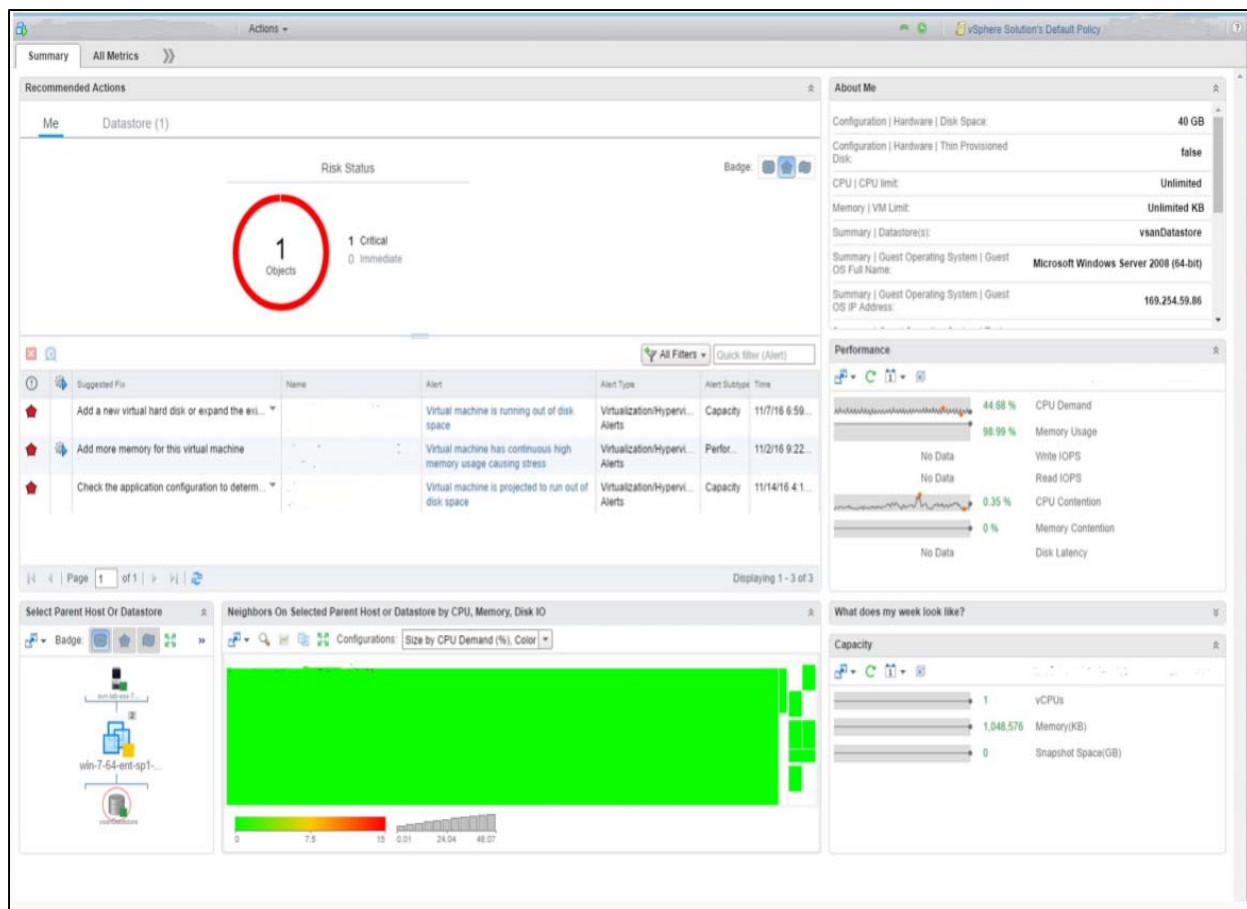 Actions
vSphere Solution's Default Policy
Summary
All Metrics
Recommended Actions
Me
Datastore (1)
Risk Status
Badge:
1
Objects
1 Critical
0 Immediate
All Filters
Quick filter (Alert)
Suggested Fix
Name
Alert
Alert Type
Alert Subtype
Time
Add a new virtual hard disk or expand the exi...
Virtual machine is running out of disk
space
Virtualization/Hypervi...
Alerts
Capacity
11/7/16 6:59...
Add more memory for this virtual machine
Virtual machine has continuous high
memory usage causing stress
Virtualization/Hypervi...
Alerts
Perfor...
11/2/16 9:22...
Check the application configuration to determ...
Virtual machine is projected to run out of
disk space
Virtualization/Hypervi...
Alerts
Capacity
11/14/16 4:1...
Page 1 of 1
Displaying 1 - 3 of 3
About Me
Configuration | Hardware | Disk Space:
40 GB
Configuration | Hardware | Thin Provisioned
Disk:
false
CPU | CPU limit:
Unlimited
Memory | VM Limit:
Unlimited KB
Summary | Datastore(s):
vsanDatastore
Summary | Guest Operating System | Guest
OS Full Name:
Microsoft Windows Server 2008 (64-bit)
Summary | Guest Operating System | Guest
OS IP Address:
169.254.59.86
Performance
44.68 % CPU Demand
98.99 % Memory Usage
No Data Write IOPS
No Data Read IOPS
0.35 % CPU Contention
0 % Memory Contention
No Data Disk Latency
Select Parent Host Or Datastore
Badge:
2
win-7-64-ent-sp1-...
vsanDatastore
Neighbors On Selected Parent Host or Datastore by CPU, Memory, Disk IO
Configurations: Size by CPU Demand (%), Color
0 7.5 15
0.01 24.04 48.07
What does my week look like?
Capacity
1 vCPUs
1,048,576 Memory(KB)
0 Snapshot Space(GB)